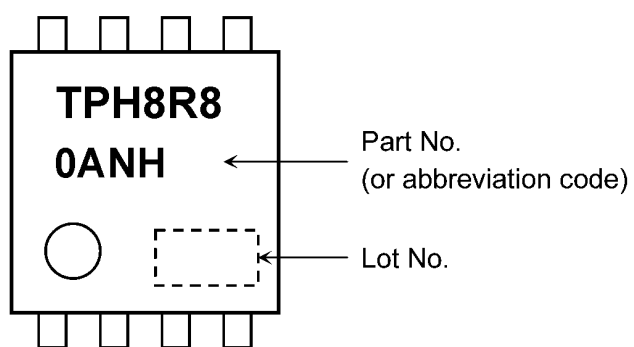 TPH8R8
0ANH
Part No.
(or abbreviation code)
Lot No.